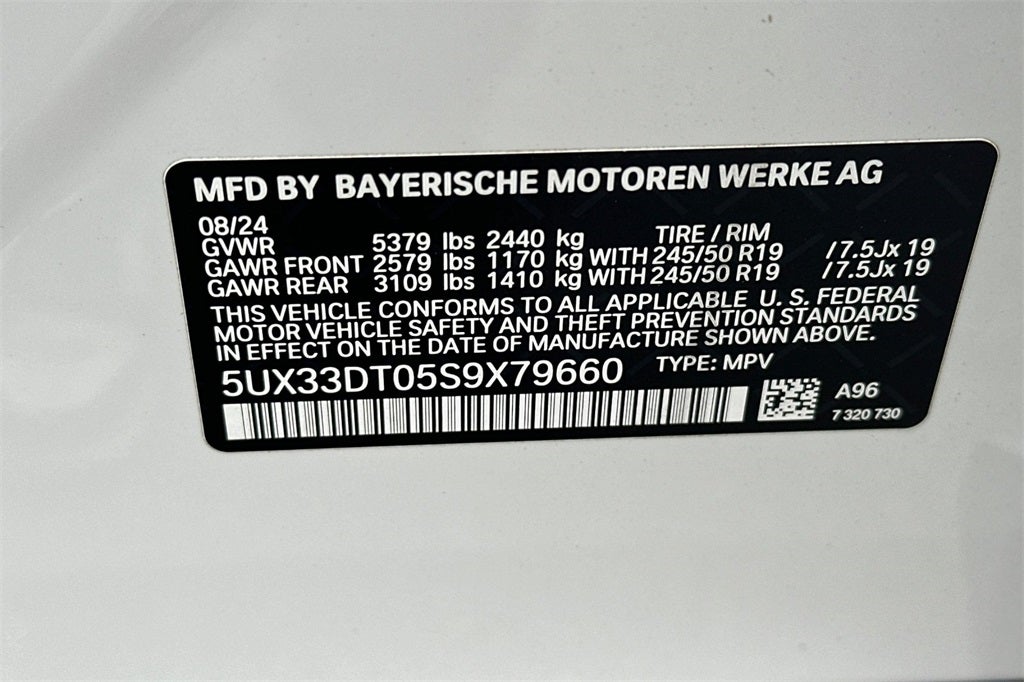 MFD BY BAYERISCHE MOTOREN WERKE AG
08/24 TIRE / RIM
GVWR 5379 lbs 2440 kg
GAWR FRONT 2579 lbs 1170 kg WITH 245/50 R19 /7.5Jx 19
GAWR REAR 3109 lbs 1410 kg WITH 245/50 R19 /7.5Jx 19
THIS VEHICLE CONFORMS TO ALL APPLICABLE U. S. FEDERAL
MOTOR VEHICLE SAFETY AND THEFT PREVENTION STANDARDS
IN EFFECT ON THE DATE OF MANUFACTURE SHOWN ABOVE.
5UX33DT05S9X79660 TYPE: MPV
A96
7 320 730